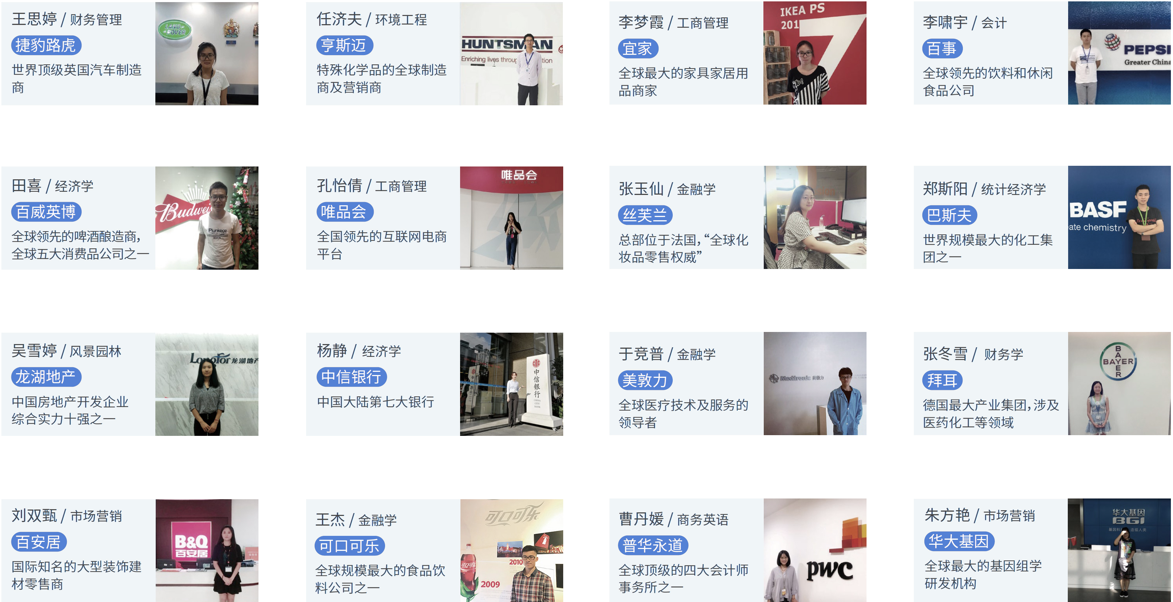 王思婷 / 财务管理
捷豹路虎
世界顶级英国汽车制造
商
任济夫 / 环境工程
亨斯迈
特殊化学品的全球制造
商及营销商
HUNTSMAN
Enriching lives through
李梦霞 / 工商管理
宜家
全球最大的家具家居用
品商家
IKEA PS
201
李啸宇 / 会计
百事
全球领先的饮料和休闲
食品公司
PEPSI
Greater China
田喜 / 经济学
百威英博
全球领先的啤酒酿造商,
全球五大消费品公司之一
Budwei
孔怡倩 / 工商管理
唯品会
全国领先的互联网电商
平台
唯品会
张玉仙 / 金融学
丝芙兰
总部位于法国,“全球化
妆品零售权威”
郑斯阳 / 统计经济学
巴斯夫
世界规模最大的化工集
团之一
BASF
ate chemistry
吴雪婷 / 风景园林
龙湖地产
中国房地产开发企业
综合实力十强之一
Longfor 龙湖地产
杨静 / 经济学
中信银行
中国大陆第七大银行
中信银行
于竞普 / 金融学
美敦力
全球医疗技术及服务的
领导者
Medtronic
张冬雪 / 财务学
拜耳
德国最大产业集团,涉及
医药化工等领域
BAYER
BAYER
刘双甄 / 市场营销
百安居
国际知名的大型装饰建
材零售商
B&Q
百安居
王杰 / 金融学
可口可乐
全球规模最大的食品饮
料公司之一
可口可乐
2010
2009
曹丹媛 / 商务英语
普华永道
全球顶级的四大会计师
事务所之一
pwc
朱方艳 / 市场营销
华大基因
全球最大的基因组学
研发机构
华大基因
BGI